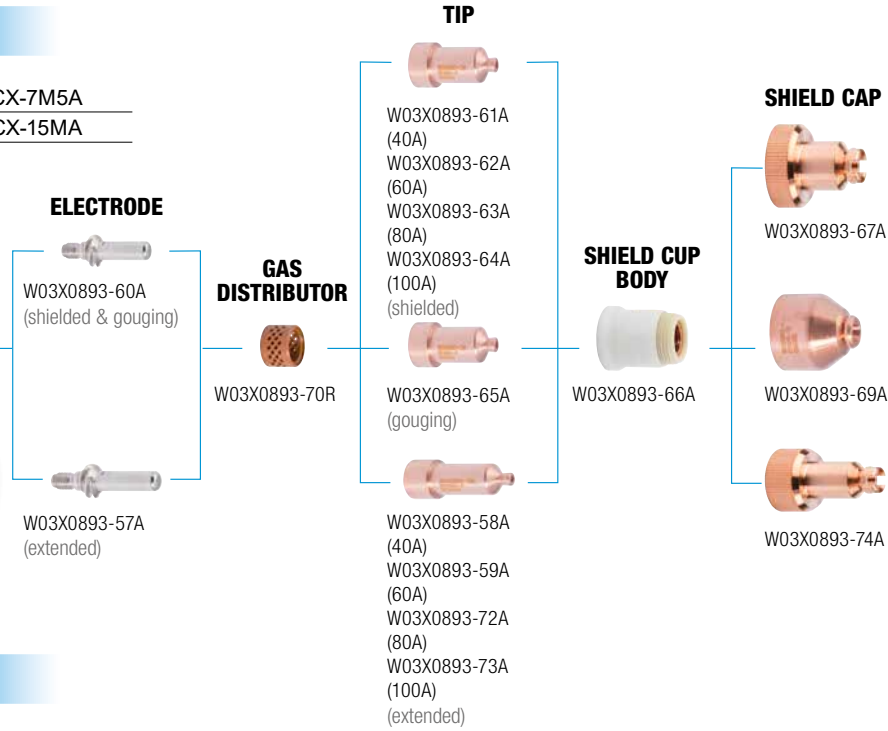 CX-7M5A
CX-15MA
ELECTRODE
W03X0893-60A
(shielded & gouging)
W03X0893-57A
(extended)
GAS
DISTRIBUTOR
W03X0893-70R
TIP
W03X0893-61A
(40A)
W03X0893-62A
(60A)
W03X0893-63A
(80A)
W03X0893-64A
(100A)
(shielded)
W03X0893-65A
(gouging)
W03X0893-58A
(40A)
W03X0893-59A
(60A)
W03X0893-72A
(80A)
W03X0893-73A
(100A)
(extended)
SHIELD CUP
BODY
W03X0893-66A
SHIELD CAP
W03X0893-67A
W03X0893-69A
W03X0893-74A